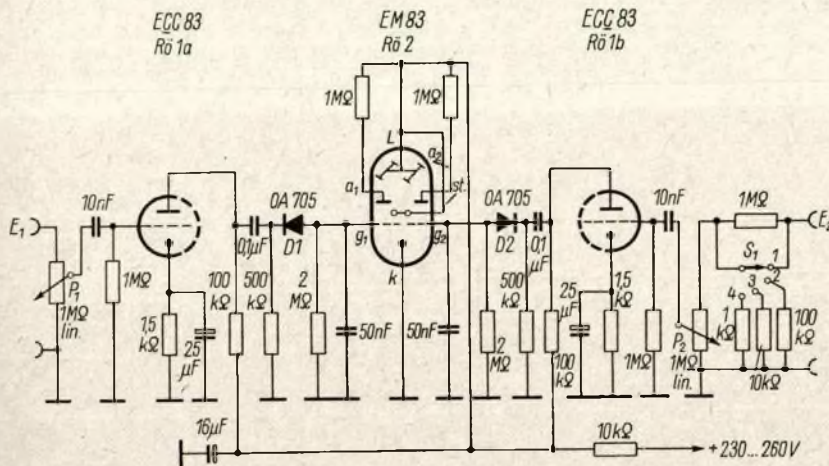 ECC 83
Rö 1a
EM 83
Rö 2
ECC 83
Rö 1b
1MΩ
1MΩ
L
a₂
a₁
st.
10nF
OA 705
OA 705
10nF
1MΩ
E₁
0,1µF
D1
g₁
g₂
D2
0,1
µF
S₁
1
2
3
4
E₂
P₁
1MΩ
lin.
1MΩ
1,5
kΩ
25
µF
100
kΩ
500
kΩ
2
MΩ
k
50nF
50nF
2
MΩ
500
kΩ
25
µF
100
kΩ
1,5
kΩ
1MΩ
P₂
1MΩ
lin.
1
kΩ
10kΩ
100
kΩ
16µF
10kΩ
+230...260V